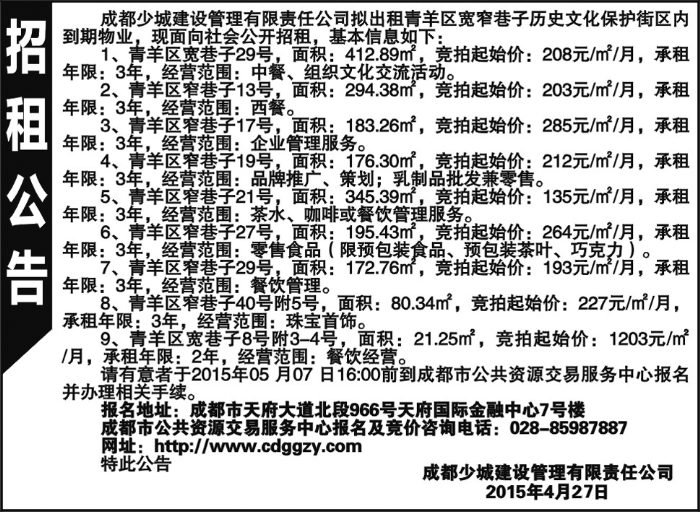 招租公告
成都少城建设管理有限责任公司拟出租青羊区宽窄巷子历史文化保护街区内
到期物业，现面向社会公开招租，基本信息如下：
1、青羊区宽巷子29号，面积：412.89㎡，竞拍起始价：208元/㎡/月，承租
年限：3年，经营范围：中餐、组织文化交流活动。
2、青羊区窄巷子13号，面积：294.38㎡，竞拍起始价：203元/㎡/月，承租
年限：3年，经营范围：西餐。
3、青羊区窄巷子17号，面积：183.26㎡，竞拍起始价：285元/㎡/月，承租
年限：3年，经营范围：企业管理服务。
4、青羊区窄巷子19号，面积：176.30㎡，竞拍起始价：212元/㎡/月，承租
年限：3年，经营范围：品牌推广、策划；乳制品批发兼零售。
5、青羊区窄巷子21号，面积：345.39㎡，竞拍起始价：135元/㎡/月，承租
年限：3年，经营范围：茶水、咖啡或餐饮管理服务。
6、青羊区窄巷子27号，面积：195.43㎡，竞拍起始价：264元/㎡/月，承租
年限：3年，经营范围：零售食品（限预包装食品、预包装茶叶、巧克力）。
7、青羊区窄巷子29号，面积：172.76㎡，竞拍起始价：193元/㎡/月，承租
年限：3年，经营范围：餐饮管理。
8、青羊区窄巷子40号附5号，面积：80.34㎡，竞拍起始价：227元/㎡/月，
承租年限：3年，经营范围：珠宝首饰。
9、青羊区宽巷子8号附3-4号，面积：21.25㎡，竞拍起始价：1203元/㎡
/月，承租年限：2年，经营范围：餐饮经营。
请有意者于2015年05 月07 日16:00前到成都市公共资源交易服务中心报名
并办理相关手续。
报名地址：成都市天府大道北段966号天府国际金融中心7号楼
成都市公共资源交易服务中心报名及竞价咨询电话：028-85987887
网址：http://www.cdggzy.com
特此公告
成都少城建设管理有限责任公司
2015年4月27日